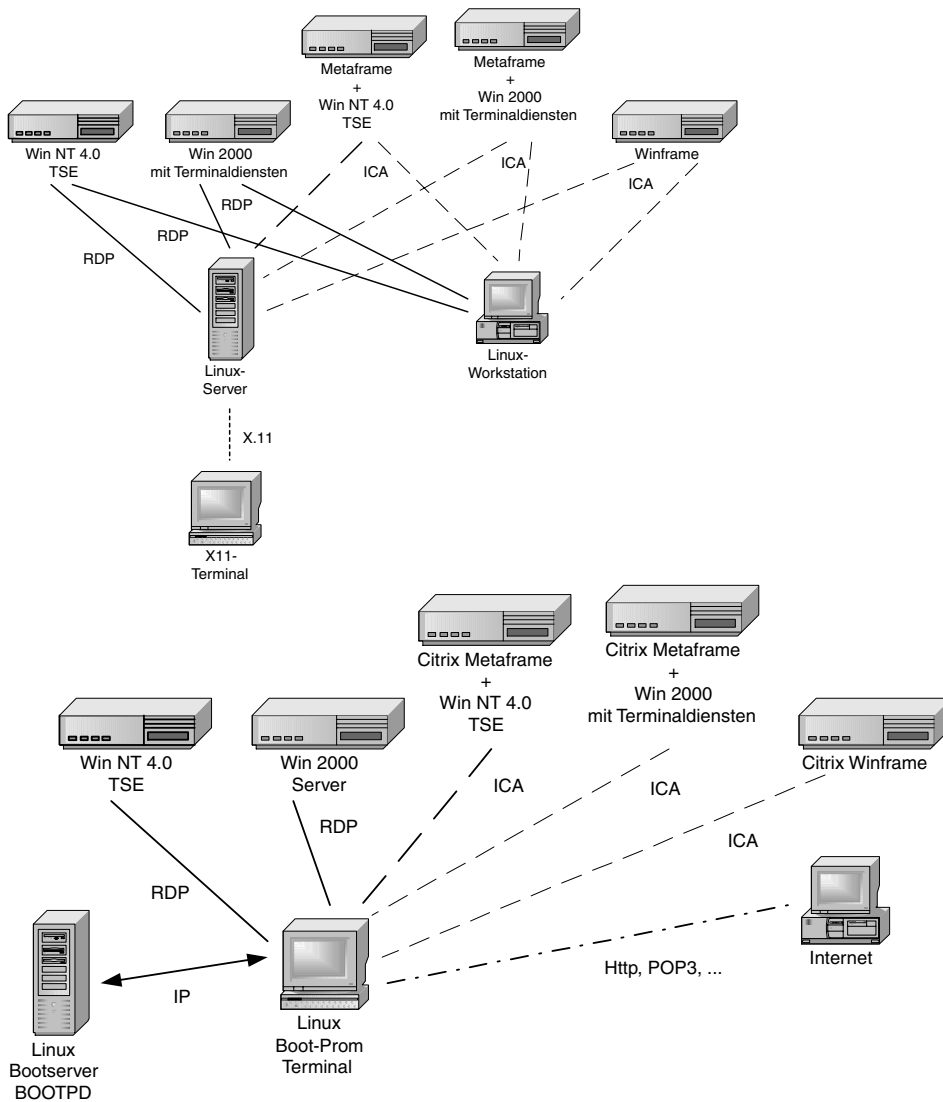 Metaframe
+
Win NT 4.0
TSE
Metaframe
+
Win 2000
mit Terminaldiensten
Win NT 4.0
TSE
Win 2000
mit Terminaldiensten
Winframe
ICA
ICA
ICA
RDP
RDP
RDP
RDP
Linux-
Server
Linux-
Workstation
X.11
X11-
Terminal
Citrix Metaframe
+
Win NT 4.0
TSE
Citrix Metaframe
+
Win 2000
mit Terminaldiensten
Win NT 4.0
TSE
Win 2000
Server
Citrix Winframe
ICA
ICA
RDP
ICA
RDP
Internet
Http, POP3, ...
IP
Linux
Boot-Prom
Terminal
Linux
Bootserver
BOOTPD